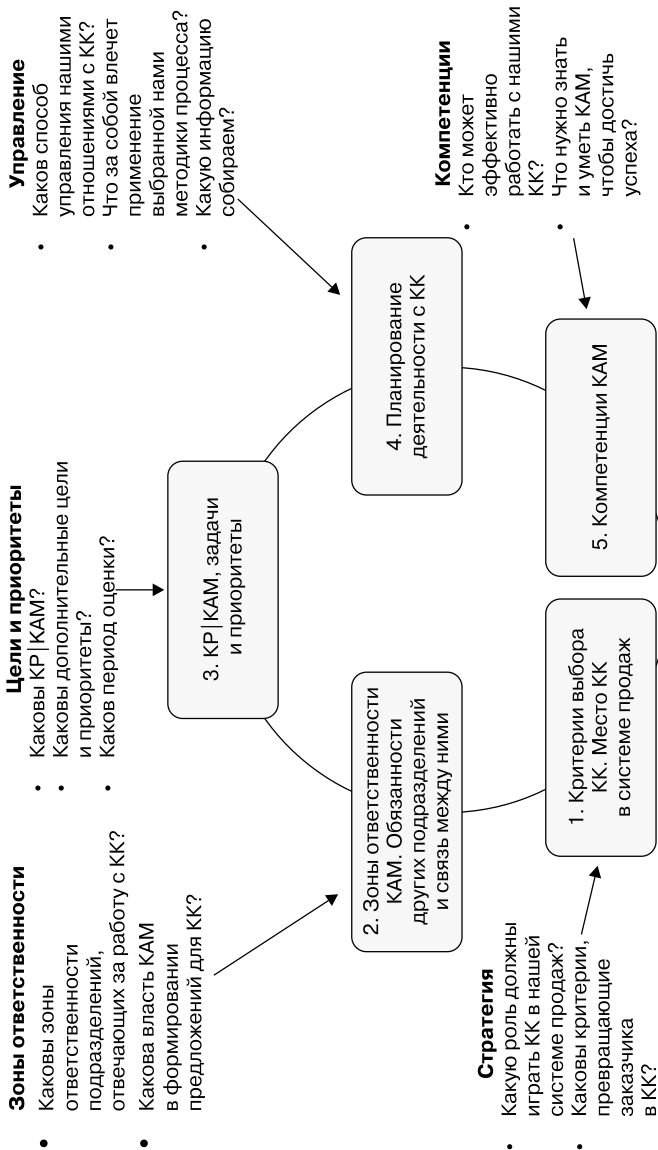 Зоны ответственности
• Каковы зоны
ответственности
подразделений,
отвечающих за работу с КК?
• Какова власть КАМ
в формировании
предложений для КК?
Цели и приоритеты
• Каковы KP|КАМ?
• Каковы дополнительные цели
и приоритеты?
• Каков период оценки?
Управление
• Каков способ
управления нашими
отношениями с КК?
• Что за собой влечет
применение
выбранной нами
методики процесса?
• Какую информацию
собираем?
3. KP|КАМ, задачи
и приоритеты
2. Зоны ответственности
КАМ. Обязанности
других подразделений
и связь между ними
4. Планирование
деятельности с КК
Стратегия
• Какую роль должны
играть КК в нашей
системе продаж?
• Каковы критерии,
превращающие
заказчика
в КК?
1. Критерии выбора
КК. Место КК
в системе продаж
5. Компетенции КАМ
Компетенции
• Кто может
эффективно
работать с нашими
КК?
• Что нужно знать
и уметь КАМ,
чтобы достичь
успеха?